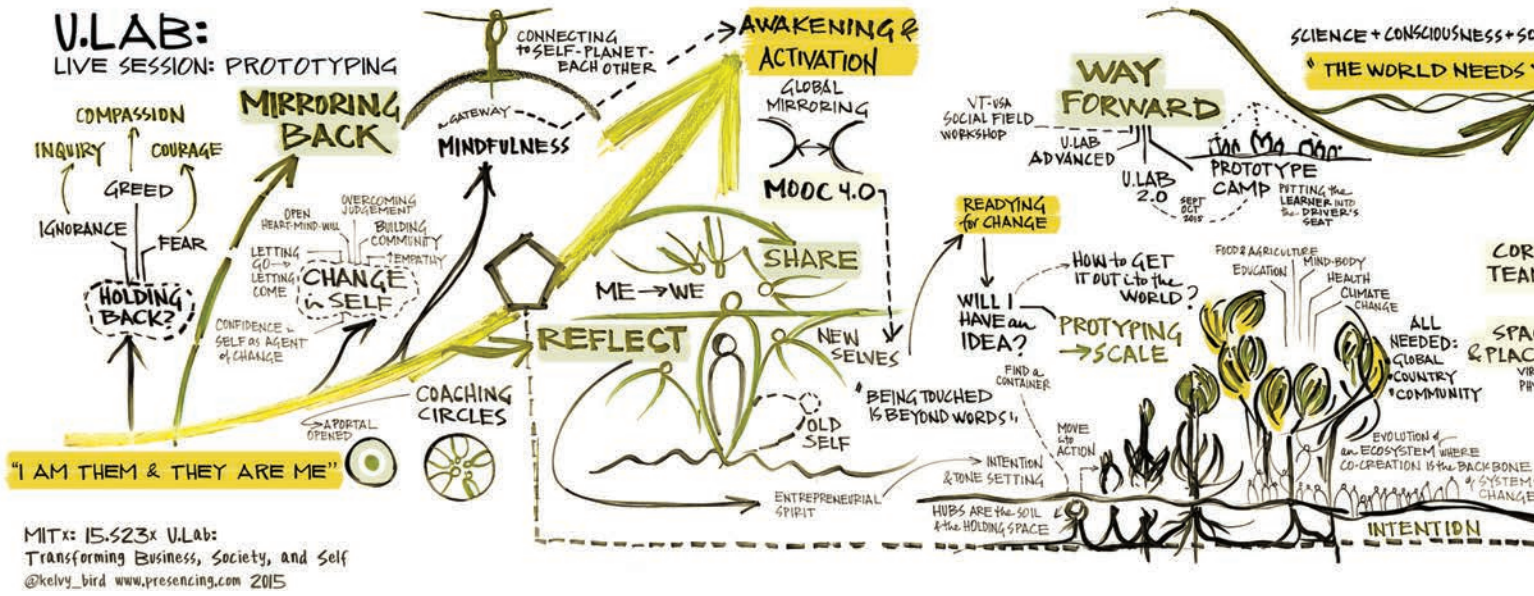 U.LAB:
LIVE SESSION: PROTOTYPING
COMPASSION
INQUIRY
COURAGE
GREED
IGNORANCE
FEAR
HOLDING
BACK?
MIRRORING
BACK
OPEN
HEART-MIND-WILL
OVERCOMING
JUDGEMENT
BUILDING
COMMUNITY
↑EMPATHY
LETTING
GO →
LETTING
COME
CHANGE
in SELF
CONFIDENCE in
SELF as AGENT
of CHANGE
CONNECTING
to SELF-PLANET-
EACH OTHER
GATEWAY
MINDFULNESS
AWAKENING &
ACTIVATION
GLOBAL
MIRRORING
MOOC 4.0
SHARE
ME → WE
REFLECT
NEW
SELVES
OLD
SELF
"BEING TOUCHED
IS BEYOND WORDS"
COACHING
CIRCLES
A PORTAL
OPENED
"I AM THEM & THEY ARE ME"
ENTREPRENEURIAL
SPIRIT
INTENTION
& TONE SETTING
WAY
FORWARD
VT-USA
SOCIAL FIELD
WORKSHOP
U.LAB
ADVANCED
U.LAB
2.0
SEPT
OCT
2015
PROTOTYPE
CAMP
PUTTING the
LEARNER INTO
the DRIVER'S
SEAT
READYING
for CHANGE
WILL I
HAVE an
IDEA?
HOW to GET
IT OUT into the
WORLD?
PROTYPING
→ SCALE
FIND a
CONTAINER
MOVE
to
ACTION
HUBS ARE the SOIL
& the HOLDING SPACE
FOOD & AGRICULTURE
EDUCATION
MIND-BODY
HEALTH
CLIMATE
CHANGE
ALL
NEEDED:
GLOBAL
COUNTRY
COMMUNITY
EVOLUTION of
an ECOSYSTEM WHERE
CO-CREATION IS the BACKBONE
of SYSTEM
CHANGE
INTENTION
SCIENCE + CONSCIOUSNESS + SO
"THE WORLD NEEDS
COR
TEA
SPA
& PLAC
VIR
PHY
MITx: 15.S23x U.Lab:
Transforming Business, Society, and Self
@kelvy_bird www.presencing.com 2015